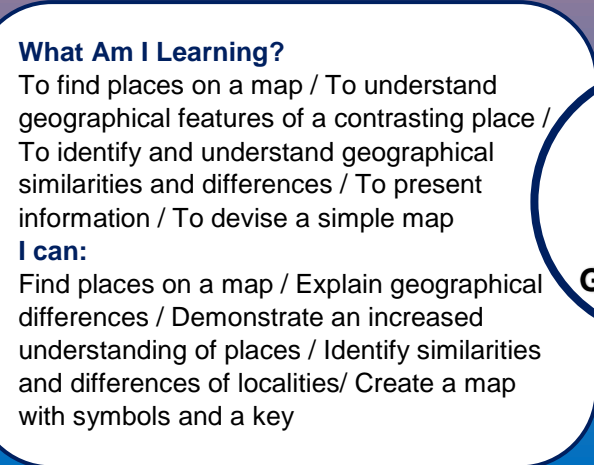 What Am I Learning?
To find places on a map / To understand
geographical features of a contrasting place /
To identify and understand geographical
similarities and differences / To present
information / To devise a simple map
I can:
Find places on a map / Explain geographical
differences / Demonstrate an increased
understanding of places / Identify similarities
and differences of localities/ Create a map
with symbols and a key